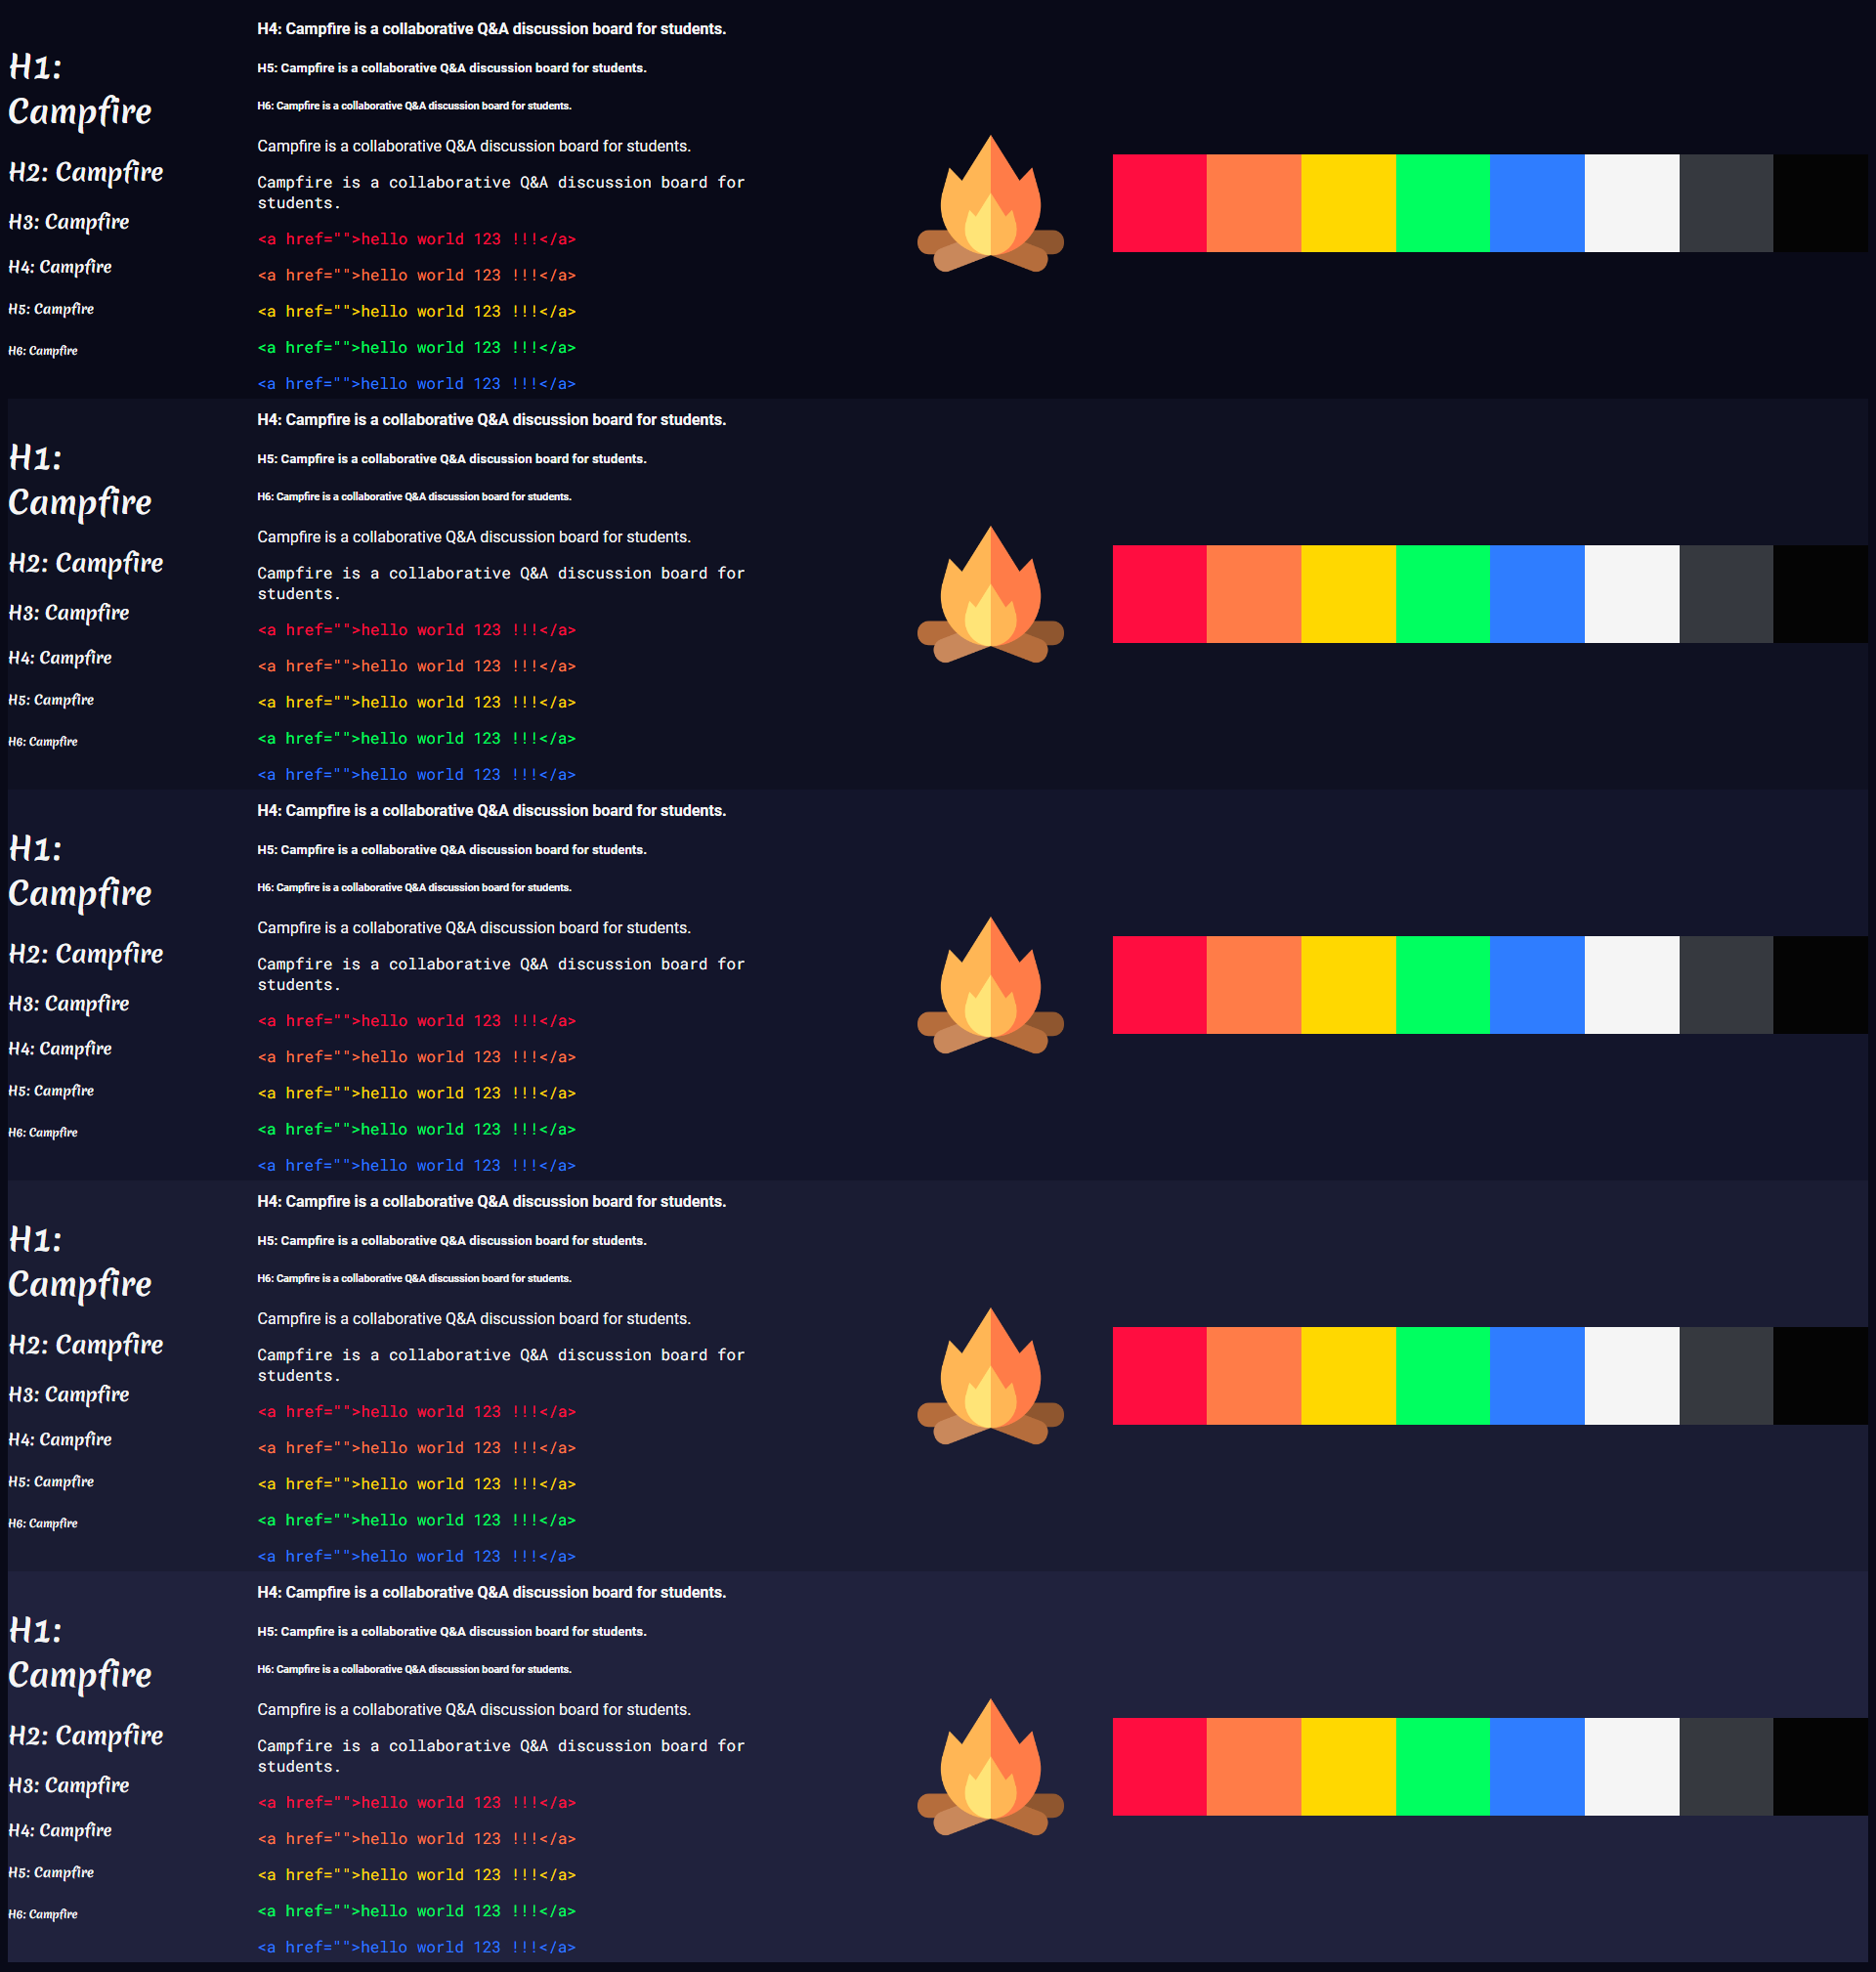 H1:
Campfire
H2: Campfire
H3: Campfire
H4: Campfire
H5: Campfire
H6: Campfire
H4: Campfire is a collaborative Q&A discussion board for students.
H5: Campfire is a collaborative Q&A discussion board for students.
H6: Campfire is a collaborative Q&A discussion board for students.
Campfire is a collaborative Q&A discussion board for students.
Campfire is a collaborative Q&A discussion board for
students.
<a href="">hello world 123 !!!</a>
<a href="">hello world 123 !!!</a>
<a href="">hello world 123 !!!</a>
<a href="">hello world 123 !!!</a>
<a href="">hello world 123 !!!</a>
H1:
Campfire
H2: Campfire
H3: Campfire
H4: Campfire
H5: Campfire
H6: Campfire
H4: Campfire is a collaborative Q&A discussion board for students.
H5: Campfire is a collaborative Q&A discussion board for students.
H6: Campfire is a collaborative Q&A discussion board for students.
Campfire is a collaborative Q&A discussion board for students.
Campfire is a collaborative Q&A discussion board for
students.
<a href="">hello world 123 !!!</a>
<a href="">hello world 123 !!!</a>
<a href="">hello world 123 !!!</a>
<a href="">hello world 123 !!!</a>
<a href="">hello world 123 !!!</a>
H1:
Campfire
H2: Campfire
H3: Campfire
H4: Campfire
H5: Campfire
H6: Campfire
H4: Campfire is a collaborative Q&A discussion board for students.
H5: Campfire is a collaborative Q&A discussion board for students.
H6: Campfire is a collaborative Q&A discussion board for students.
Campfire is a collaborative Q&A discussion board for students.
Campfire is a collaborative Q&A discussion board for
students.
<a href="">hello world 123 !!!</a>
<a href="">hello world 123 !!!</a>
<a href="">hello world 123 !!!</a>
<a href="">hello world 123 !!!</a>
<a href="">hello world 123 !!!</a>
H1:
Campfire
H2: Campfire
H3: Campfire
H4: Campfire
H5: Campfire
H6: Campfire
H4: Campfire is a collaborative Q&A discussion board for students.
H5: Campfire is a collaborative Q&A discussion board for students.
H6: Campfire is a collaborative Q&A discussion board for students.
Campfire is a collaborative Q&A discussion board for students.
Campfire is a collaborative Q&A discussion board for
students.
<a href="">hello world 123 !!!</a>
<a href="">hello world 123 !!!</a>
<a href="">hello world 123 !!!</a>
<a href="">hello world 123 !!!</a>
<a href="">hello world 123 !!!</a>
H1:
Campfire
H2: Campfire
H3: Campfire
H4: Campfire
H5: Campfire
H6: Campfire
H4: Campfire is a collaborative Q&A discussion board for students.
H5: Campfire is a collaborative Q&A discussion board for students.
H6: Campfire is a collaborative Q&A discussion board for students.
Campfire is a collaborative Q&A discussion board for students.
Campfire is a collaborative Q&A discussion board for
students.
<a href="">hello world 123 !!!</a>
<a href="">hello world 123 !!!</a>
<a href="">hello world 123 !!!</a>
<a href="">hello world 123 !!!</a>
<a href="">hello world 123 !!!</a>